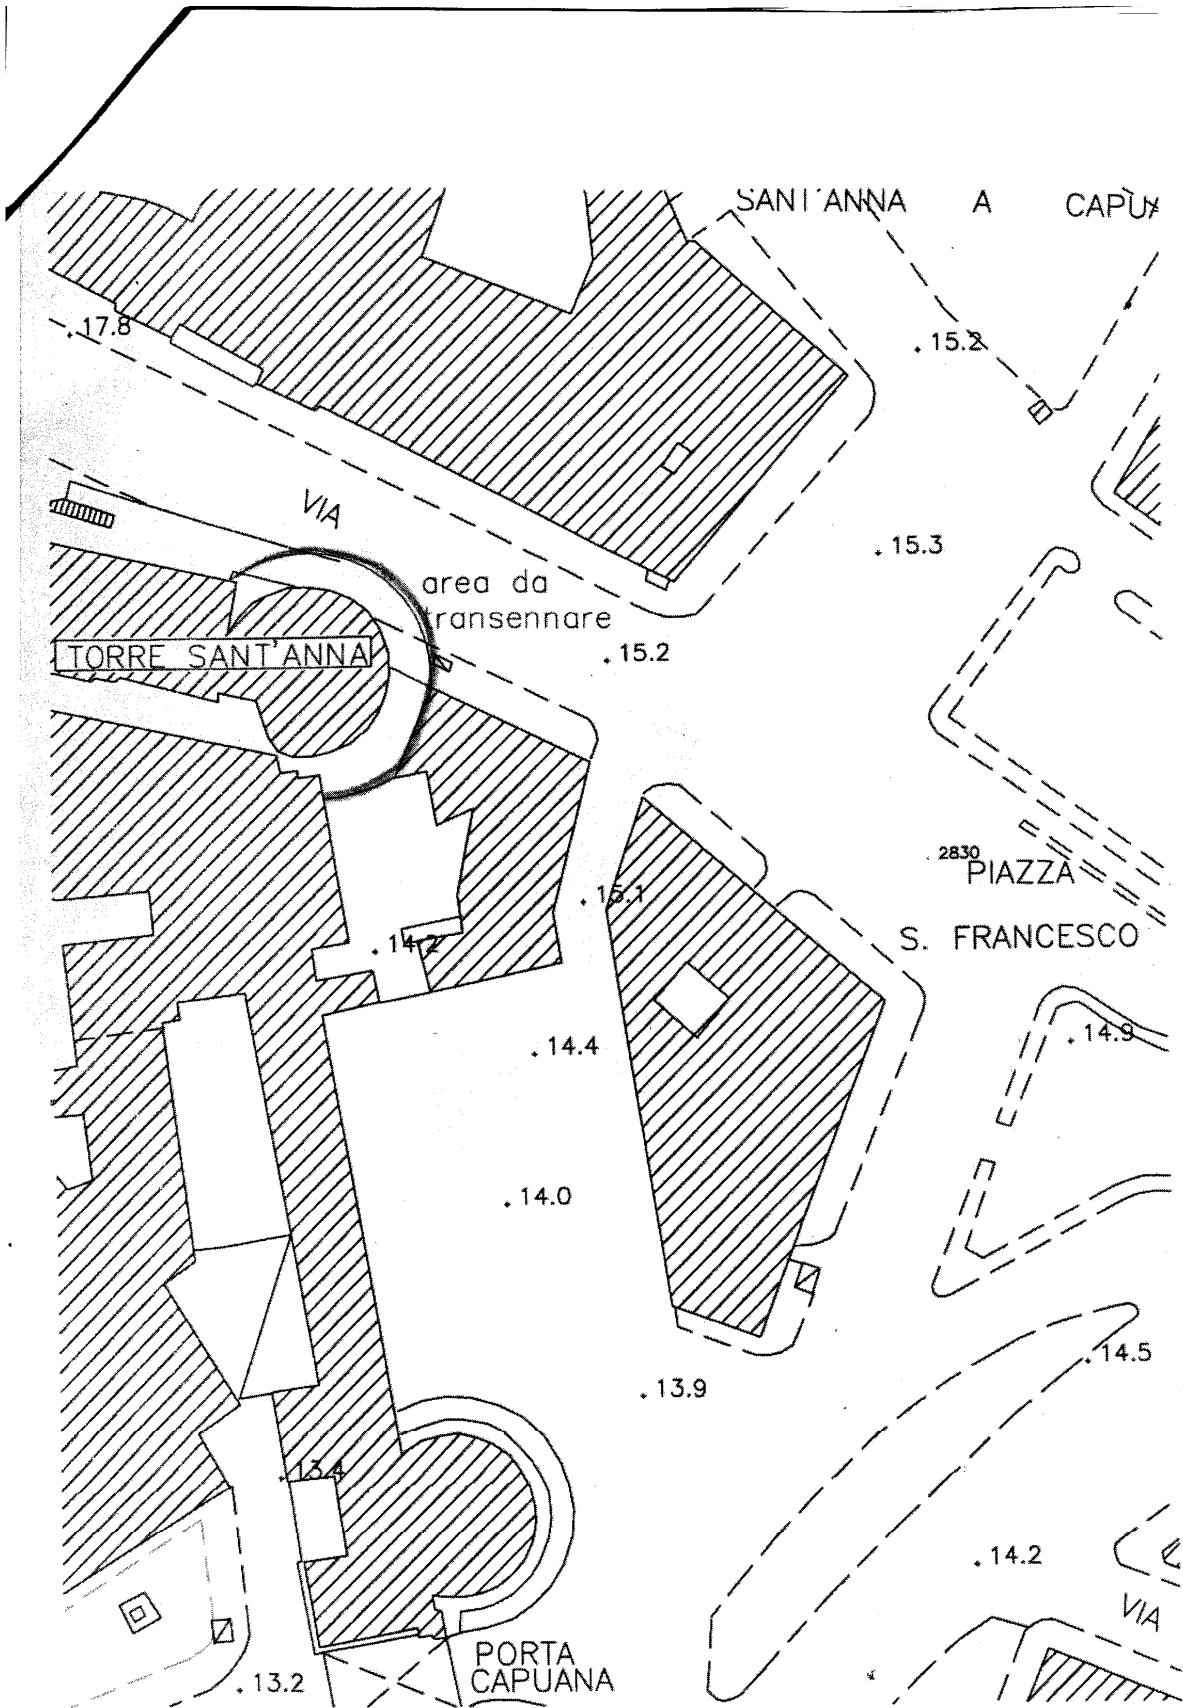 SANT'ANNA A CAPU
17.8
15.2
VIA
15.3
area da
transennare
TORRE SANT'ANNA
15.2
2830
PIAZZA
15.1
S. FRANCESCO
14.2
14.9
14.4
14.0
14.5
13.9
13.4
14.2
VIA
PORTA
CAPUANA
13.2